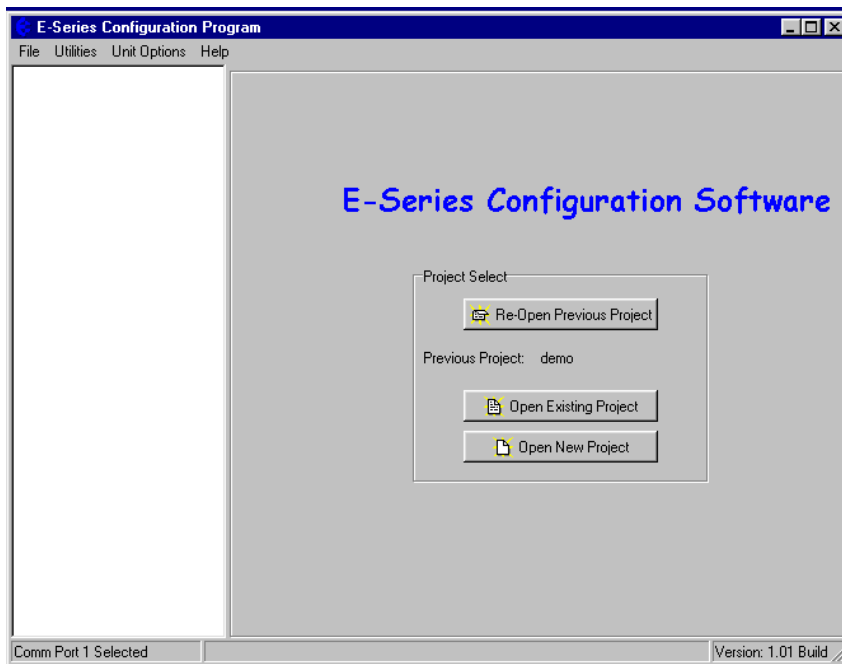 E-Series Configuration Program
File Utilities Unit Options Help
E-Series Configuration Software
Project Select
Re-Open Previous Project
Previous Project: demo
Open Existing Project
Open New Project
Comm Port 1 Selected
Version: 1.01 Build